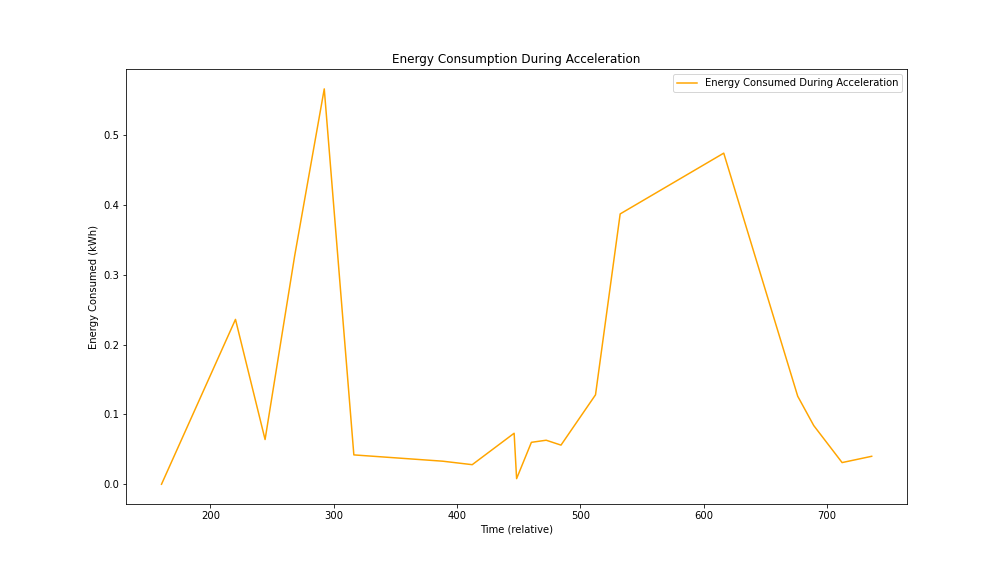 Energy Consumption During Acceleration
Energy Consumed During Acceleration
Energy Consumed (kWh)
0.5
0.4
0.3
0.2
0.1
0.0
200 300 400 500 600 700
Time (relative)